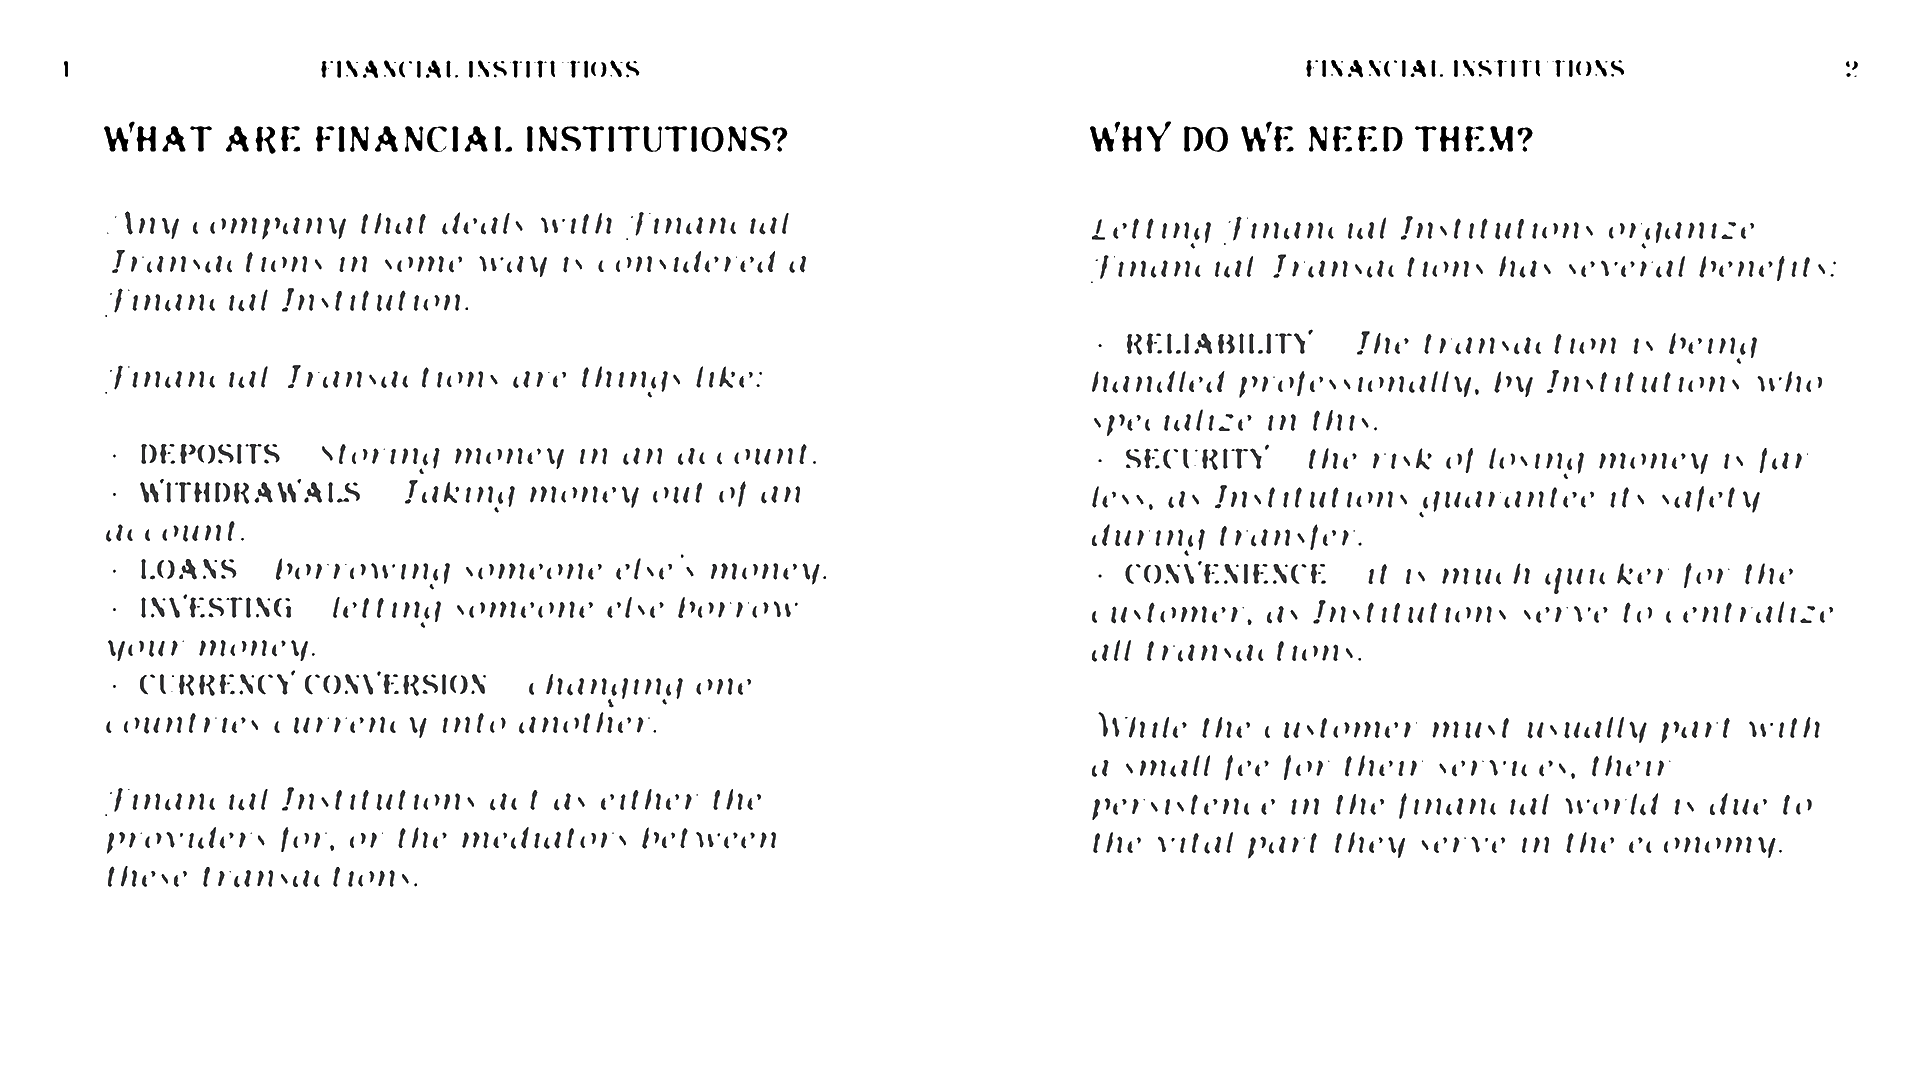 1
FINANCIAL INSTITUTIONS
WHAT ARE FINANCIAL INSTITUTIONS?
Any company that deals with Financial
Transactions in some way is considered a
Financial Institution.
Financial Transactions are things like:
· DEPOSITS storing money in an account.
· WITHDRAWALS Taking money out of an
account.
· LOANS borrowing someone else's money.
· INVESTING letting someone else borrow
your money.
· CURRENCY CONVERSION changing one
countries currency into another.
Financial Institutions act as either the
providers for, or the mediators between
these transactions.
FINANCIAL INSTITUTIONS
2
WHY DO WE NEED THEM?
Letting Financial Institutions organize
Financial Transactions has several benefits:
· RELIABILITY The transaction is being
handled professionally, by Institutions who
specialize in this.
· SECURITY the risk of losing money is far
less, as Institutions guarantee its safety
during transfer.
· CONVENIENCE it is much quicker for the
customer, as Institutions serve to centralize
all transactions.
While the customer must usually part with
a small fee for their services, their
persistence in the financial world is due to
the vital part they serve in the economy.